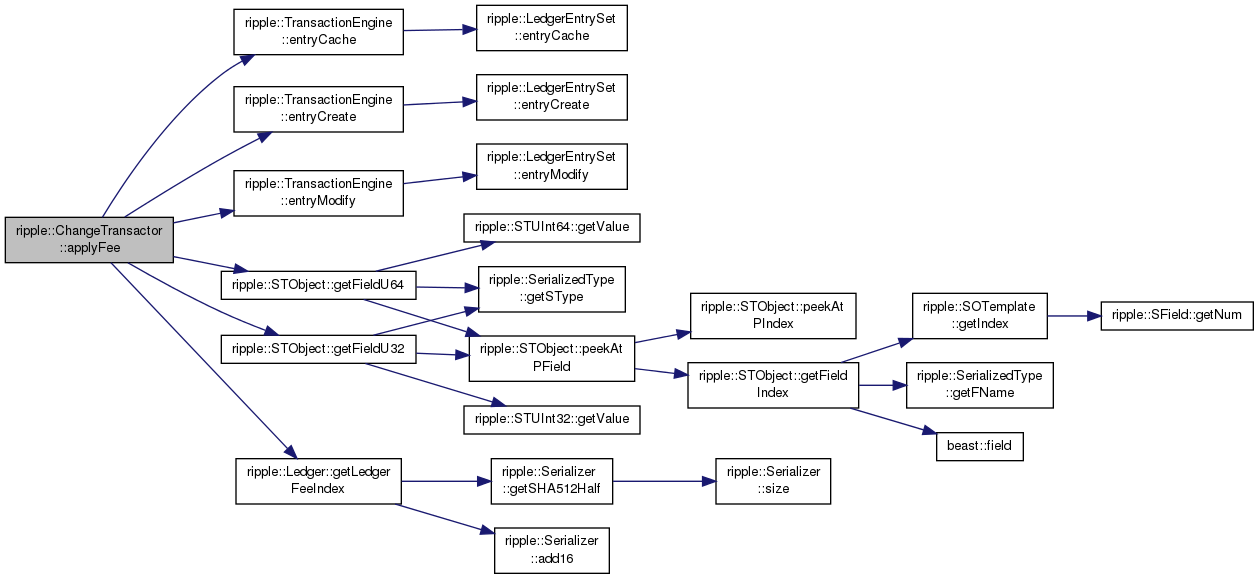 ripple::ChangeTransactor
::applyFee
ripple::TransactionEngine
::entryCache
ripple::LedgerEntrySet
::entryCache
ripple::TransactionEngine
::entryCreate
ripple::LedgerEntrySet
::entryCreate
ripple::TransactionEngine
::entryModify
ripple::LedgerEntrySet
::entryModify
ripple::STObject::getFieldU64
ripple::STUInt64::getValue
ripple::SerializedType
::getSType
ripple::STObject::getFieldU32
ripple::STObject::peekAt
PField
ripple::STUInt32::getValue
ripple::STObject::peekAt
PIndex
ripple::STObject::getField
Index
ripple::SOTemplate
::getIndex
ripple::SField::getNum
ripple::SerializedType
::getFName
beast::field
ripple::Ledger::getLedger
FeeIndex
ripple::Serializer
::getSHA512Half
ripple::Serializer
::size
ripple::Serializer
::add16